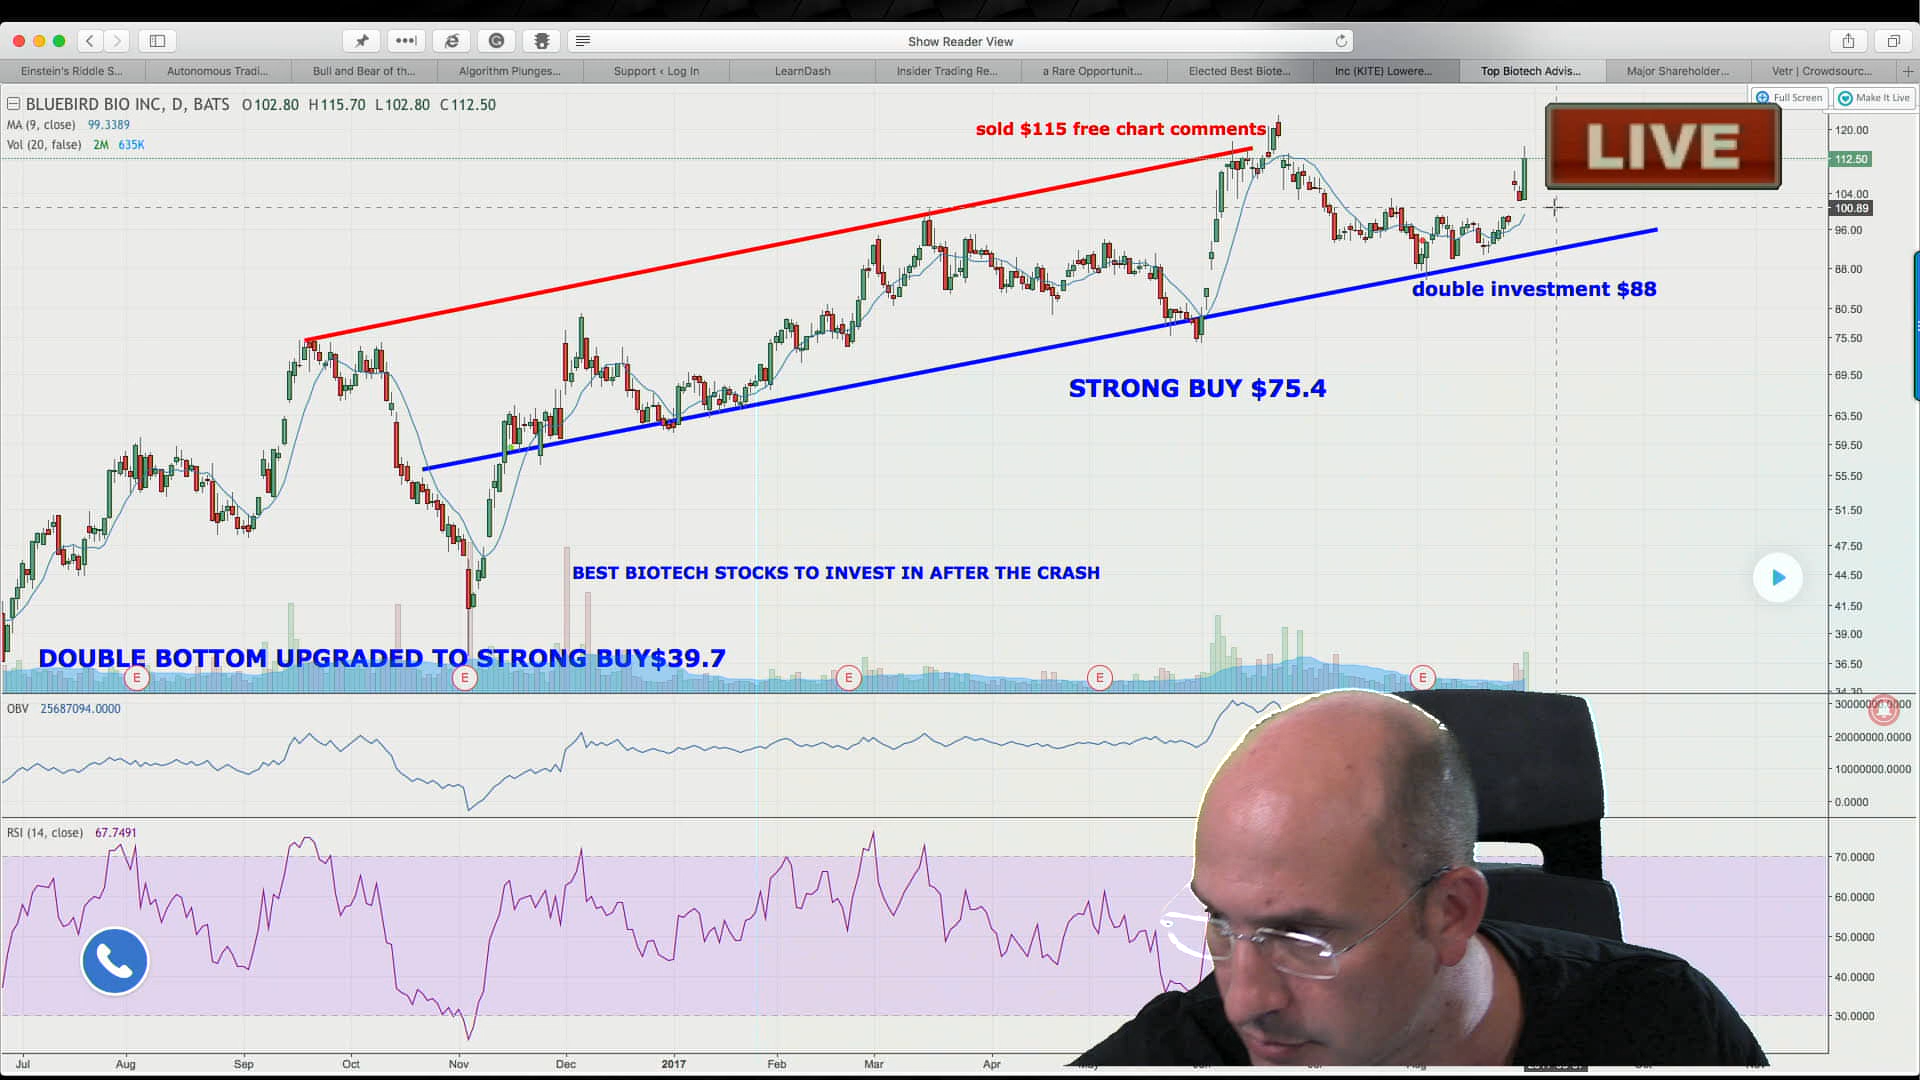 Show Reader View
Einstein's Riddle S...
Autonomous Tradi...
Bull and Bear of th...
Algorithm Plunges...
Support ‹ Log In
LearnDash
Insider Trading Re...
a Rare Opportunit...
Elected Best Biote...
Inc (KITE) Lowere...
Top Biotech Advis...
Major Shareholder...
Vetr | Crowdsourc...
BLUEBIRD BIO INC, D, BATS O102.80 H115.70 L102.80 C112.50
Full Screen
Make It Live
MA (9, close) 99.3389
Vol (20, false) 2M 635K
sold $115 free chart comments
LIVE
120.00
112.50
104.00
100.89
96.00
88.00
double investment $88
80.50
75.50
STRONG BUY $75.4
69.50
63.50
59.50
55.50
51.50
47.50
BEST BIOTECH STOCKS TO INVEST IN AFTER THE CRASH
44.50
41.50
39.00
DOUBLE BOTTOM UPGRADED TO STRONG BUY$39.7
36.50
E E E E E
34.30
OBV 25687094.0000
20000000.0000
10000000.0000
0.0000
RSI (14, close) 67.7491
70.0000
60.0000
50.0000
40.0000
30.0000
Jul Aug Sep Oct Nov Dec 2017 Feb Mar Apr